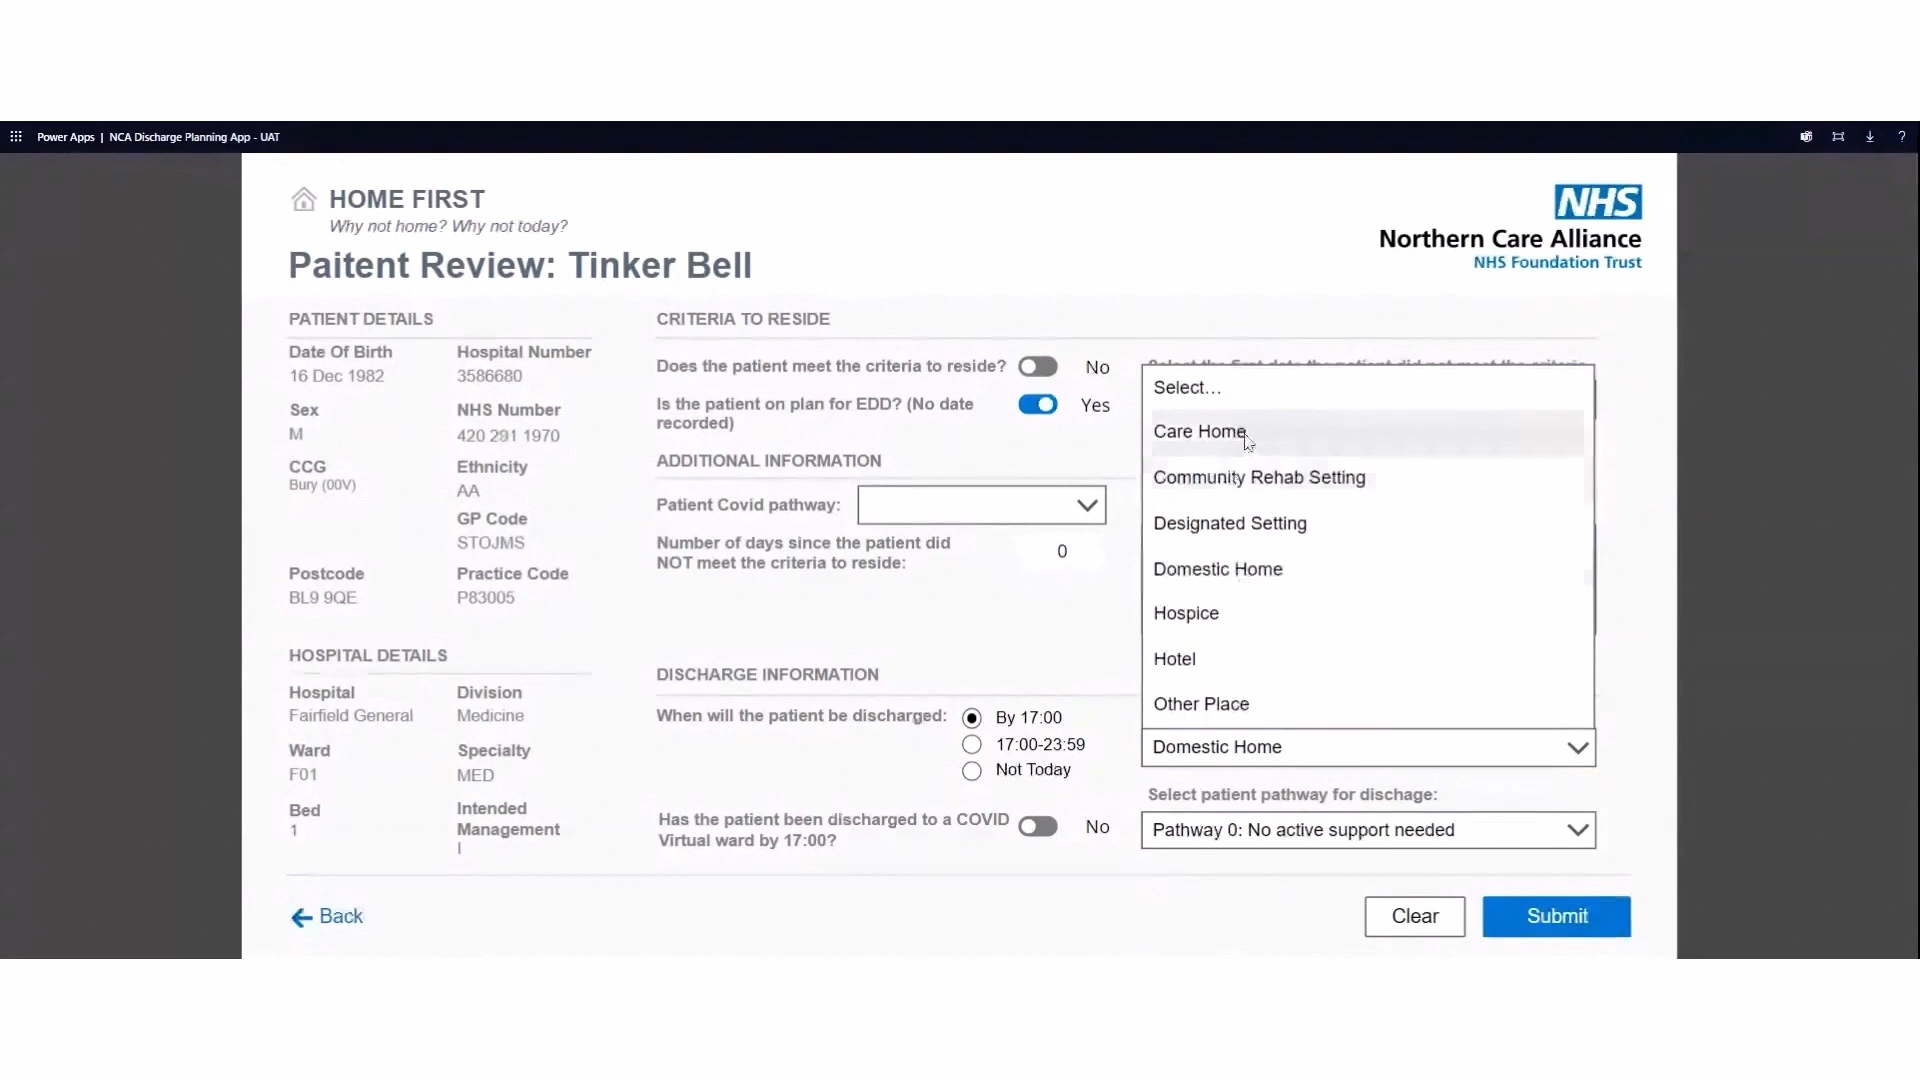 Power Apps | NCA Discharge Planning App - UAT
?
HOME FIRST
Why not home? Why not today?
Paitent Review: Tinker Bell
NHS
Northern Care Alliance
NHS Foundation Trust
PATIENT DETAILS
Date Of Birth
16 Dec 1982
Hospital Number
3586680
Sex
M
NHS Number
420 291 1970
CCG
Bury (00V)
Ethnicity
AA
GP Code
STOJMS
Postcode
BL9 9QE
Practice Code
P83005
HOSPITAL DETAILS
Hospital
Fairfield General
Division
Medicine
Ward
F01
Specialty
MED
Bed
1
Intended
Management
I
CRITERIA TO RESIDE
Does the patient meet the criteria to reside?
No
Is the patient on plan for EDD? (No date
recorded)
Yes
ADDITIONAL INFORMATION
Patient Covid pathway:
Number of days since the patient did
NOT meet the criteria to reside:
0
DISCHARGE INFORMATION
When will the patient be discharged:
By 17:00
17:00-23:59
Not Today
Has the patient been discharged to a COVID
Virtual ward by 17:00?
No
Select...
Care Home
Community Rehab Setting
Designated Setting
Domestic Home
Hospice
Hotel
Other Place
Domestic Home
Select patient pathway for dischage:
Pathway 0: No active support needed
Back
Clear
Submit